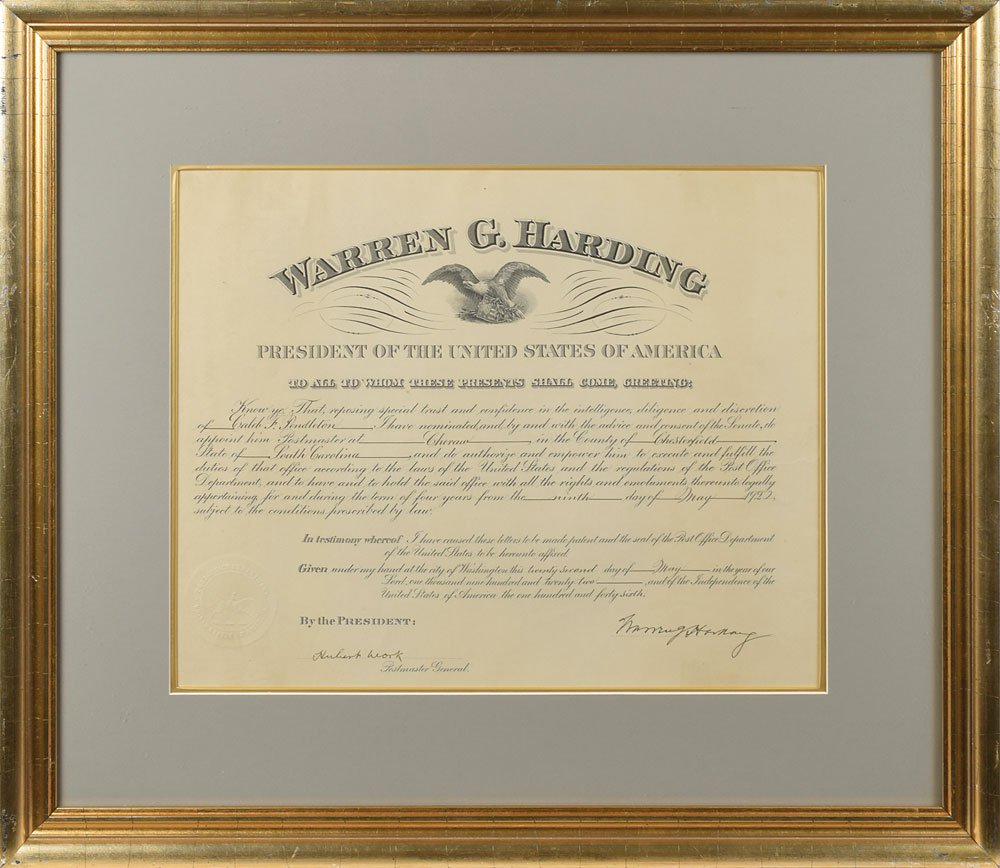 WARREN G. HARDING
PRESIDENT OF THE UNITED STATES OF AMERICA
TO ALL TO WHOM THESE PRESENTS SHALL COME, GREETING:
Know ye, That, reposing special trust and confidence in the intelligence, diligence and discretion
of Caleb F. Pendleton, I have nominated, and by and with the advice and consent of the Senate, do
appoint him Postmaster at Cheraw, in the County of Chesterfield
State of South Carolina, and do authorize and empower him to execute and fulfill the
duties of that office according to the laws of the United States and the regulations of the Post Office
Department, and to have and to hold the said office with all the rights and emoluments thereunto legally
appertaining, for and during the term of four years from the ninth day of May 1922,
subject to the conditions prescribed by law.
In testimony whereof I have caused these letters to be made patent and the seal of the Post Office Department
of the United States to be hereunto affixed.
Given under my hand at the city of Washington this twenty second day of May in the year of our
Lord, one thousand nine hundred and twenty two, and of the Independence of the
United States of America the one hundred and forty sixth.
By the PRESIDENT:
Warren G Harding
Hubert Work
Postmaster General.